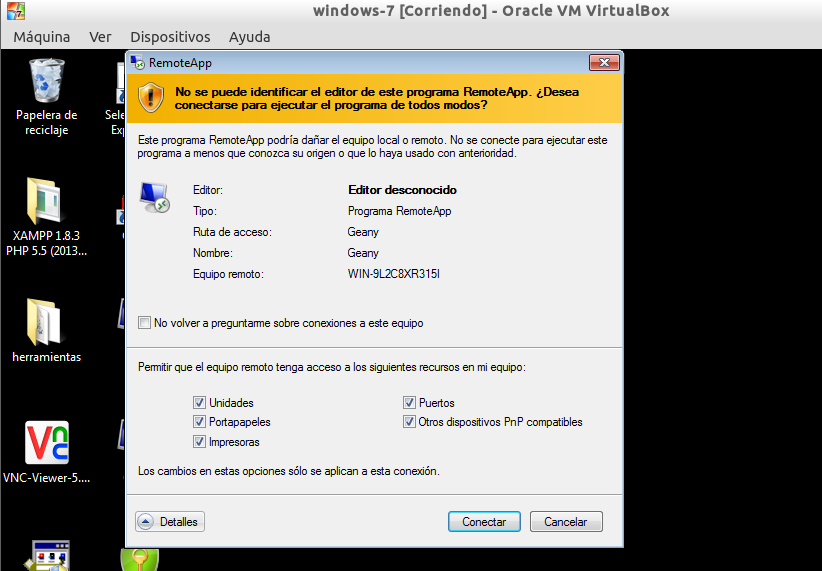 windows-7 [Corriendo] - Oracle VM VirtualBox
Máquina Ver Dispositivos Ayuda
RemoteApp
No se puede identificar el editor de este programa RemoteApp. ¿Desea
conectarse para ejecutar el programa de todos modos?
Este programa RemoteApp podría dañar el equipo local o remoto. No se conecte para ejecutar este
programa a menos que conozca su origen o que lo haya usado con anterioridad.
Editor: Editor desconocido
Tipo: Programa RemoteApp
Ruta de acceso: Geany
Nombre: Geany
Equipo remoto: WIN-9L2C8XR315I
No volver a preguntarme sobre conexiones a este equipo
Permitir que el equipo remoto tenga acceso a los siguientes recursos en mi equipo:
Unidades Puertos
Portapapeles Otros dispositivos PnP compatibles
Impresoras
Los cambios en estas opciones sólo se aplican a esta conexión.
Detalles Conectar Cancelar
Papelera de
reciclaje
Sele
Exp
XAMPP 1.8.3
PHP 5.5 (2013...
herramientas
VNC-Viewer-5....